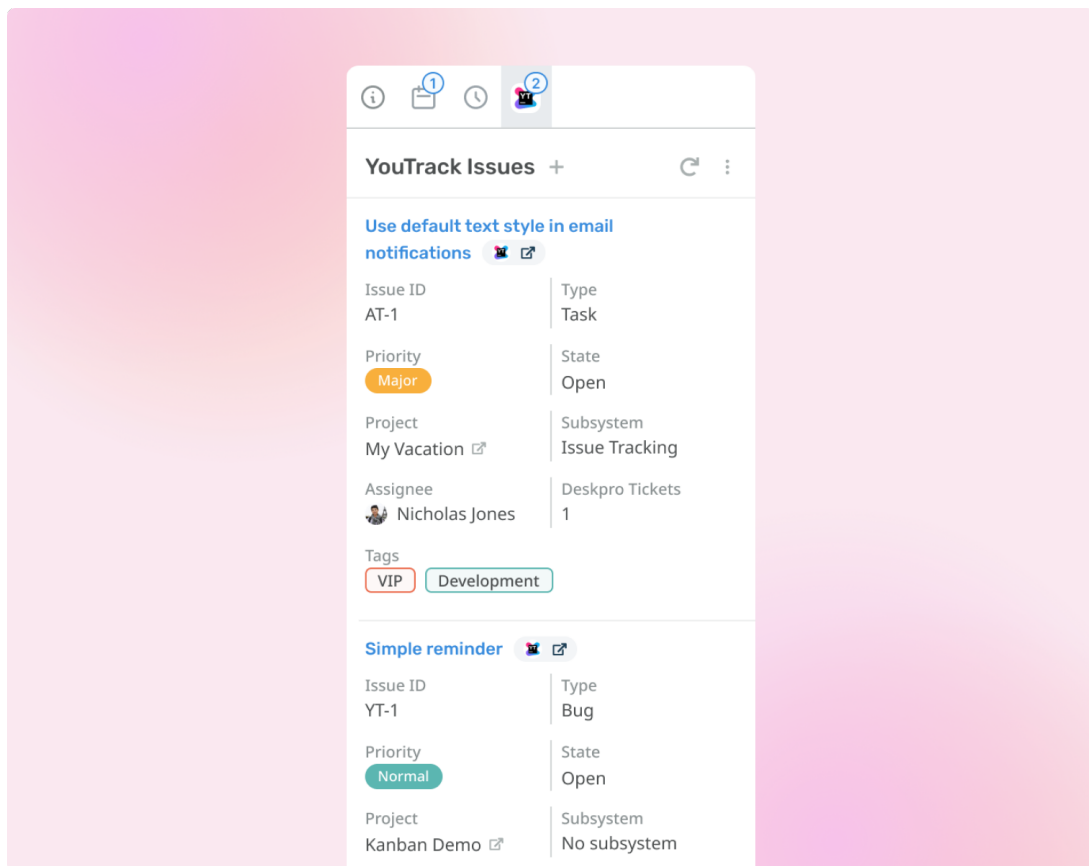 1
2
YouTrack Issues
Use default text style in email
notifications
Issue ID
Type
AT-1
Task
Priority
State
Major
Open
Project
Subsystem
My Vacation
Issue Tracking
Assignee
Deskpro Tickets
Nicholas Jones
1
Tags
VIP
Development
Simple reminder
Issue ID
Type
YT-1
Bug
Priority
State
Normal
Open
Project
Subsystem
Kanban Demo
No subsystem